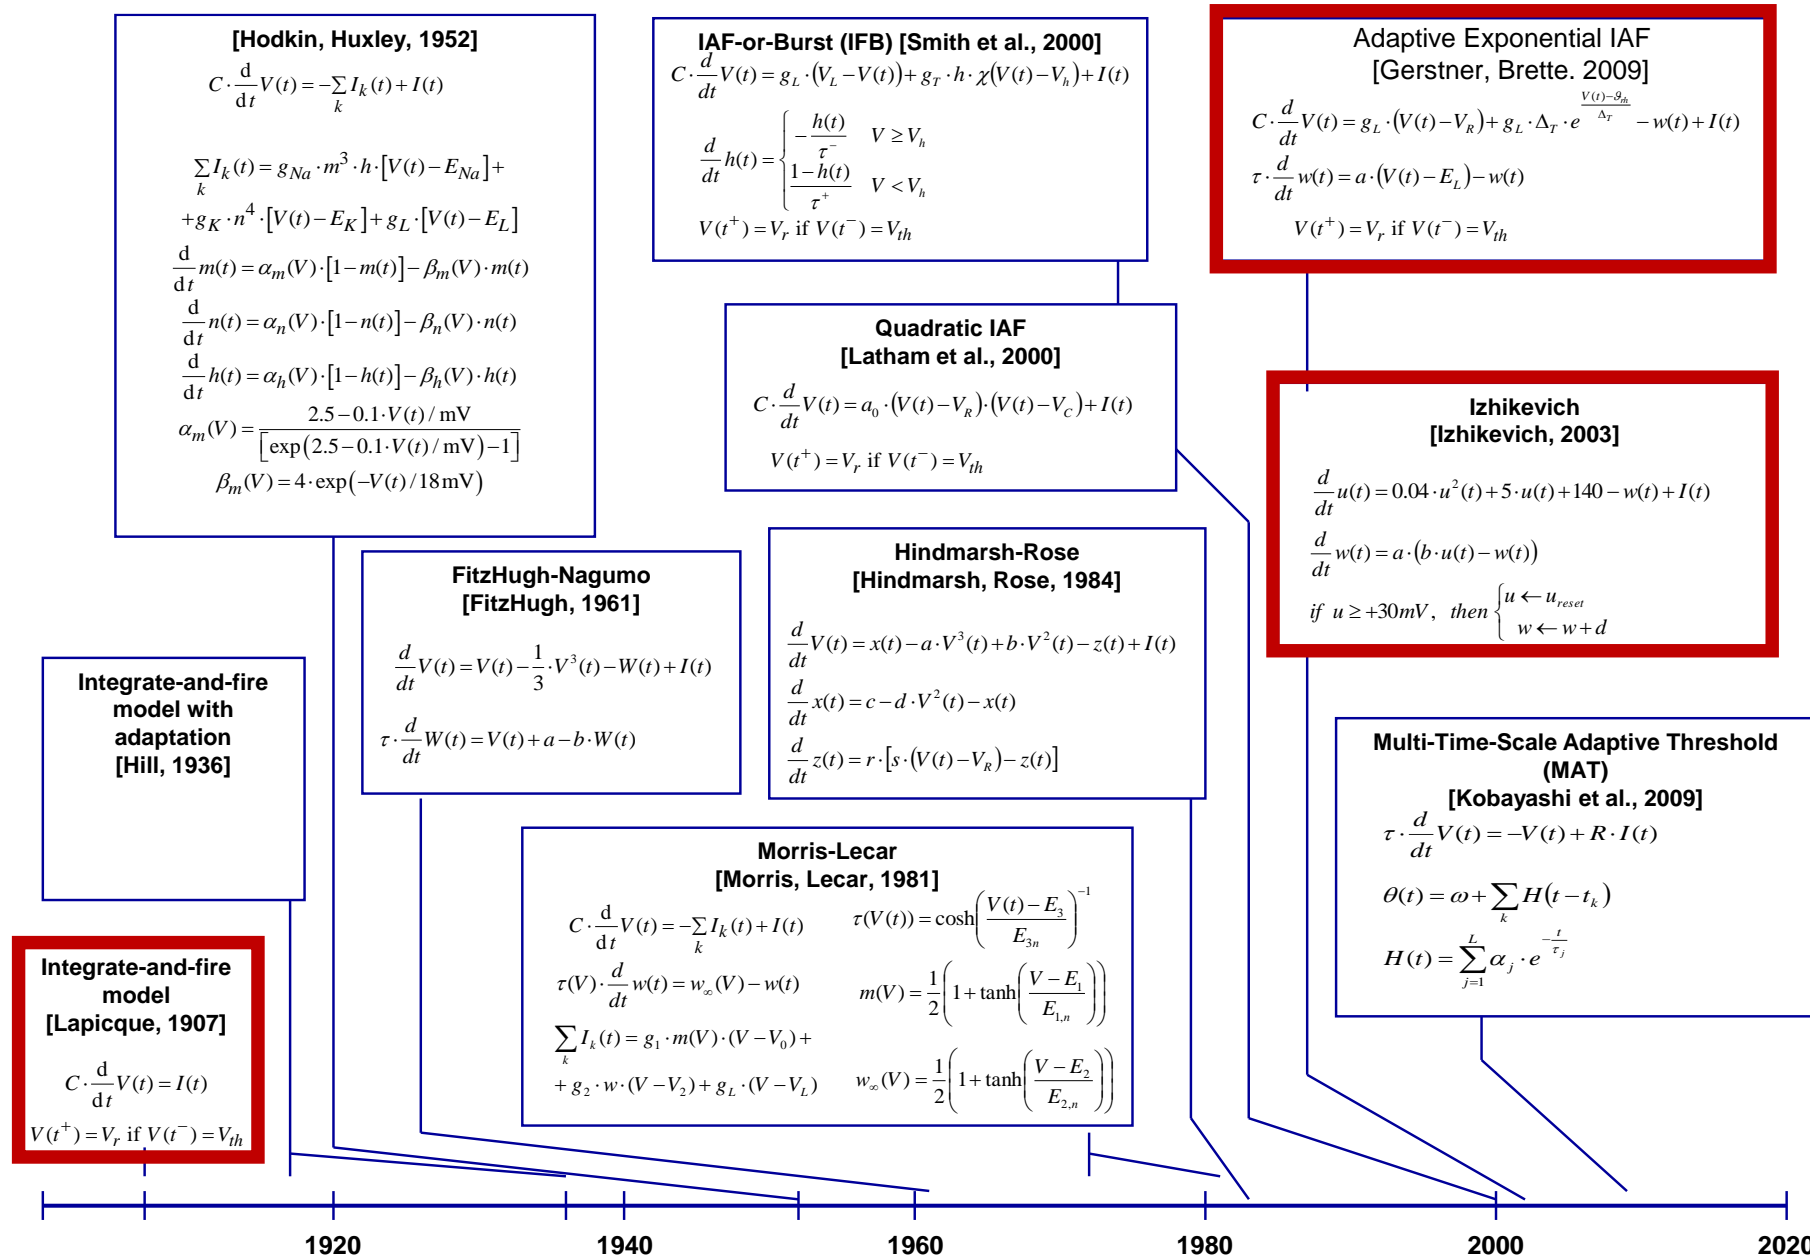 [Hodkin, Huxley, 1952]
C · d/dt V(t) = −∑_k I_k(t) + I(t)
∑_k I_k(t) = g_Na · m^3 · h · [V(t) − E_Na] +
+ g_K · n^4 · [V(t) − E_K] + g_L · [V(t) − E_L]
d/dt m(t) = α_m(V) · [1 − m(t)] − β_m(V) · m(t)
d/dt n(t) = α_n(V) · [1 − n(t)] − β_n(V) · n(t)
d/dt h(t) = α_h(V) · [1 − h(t)] − β_h(V) · h(t)
α_m(V) = (2.5 − 0.1 · V(t) / mV) / [exp(2.5 − 0.1 · V(t) / mV) − 1]
β_m(V) = 4 · exp(−V(t) / 18 mV)
IAF-or-Burst (IFB) [Smith et al., 2000]
C · d/dt V(t) = g_L · (V_L − V(t)) + g_T · h · χ(V(t) − V_h) + I(t)
d/dt h(t) = { −h(t)/τ^−   V ≥ V_h
(1 − h(t))/τ^+   V < V_h
V(t^+) = V_r if V(t^−) = V_th
Adaptive Exponential IAF
[Gerstner, Brette. 2009]
C · d/dt V(t) = g_L · (V(t) − V_R) + g_L · Δ_T · e^((V(t) − ϑ_rh)/Δ_T) − w(t) + I(t)
τ · d/dt w(t) = a · (V(t) − E_L) − w(t)
V(t^+) = V_r if V(t^−) = V_th
Quadratic IAF
[Latham et al., 2000]
C · d/dt V(t) = a_0 · (V(t) − V_R) · (V(t) − V_C) + I(t)
V(t^+) = V_r if V(t^−) = V_th
Izhikevich
[Izhikevich, 2003]
d/dt u(t) = 0.04 · u^2(t) + 5 · u(t) + 140 − w(t) + I(t)
d/dt w(t) = a · (b · u(t) − w(t))
if u ≥ +30mV, then { u ← u_reset
w ← w + d
FitzHugh-Nagumo
[FitzHugh, 1961]
d/dt V(t) = V(t) − 1/3 · V^3(t) − W(t) + I(t)
τ · d/dt W(t) = V(t) + a − b · W(t)
Hindmarsh-Rose
[Hindmarsh, Rose, 1984]
d/dt V(t) = x(t) − a · V^3(t) + b · V^2(t) − z(t) + I(t)
d/dt x(t) = c − d · V^2(t) − x(t)
d/dt z(t) = r · [s · (V(t) − V_R) − z(t)]
Integrate-and-fire
model with
adaptation
[Hill, 1936]
Multi-Time-Scale Adaptive Threshold
(MAT)
[Kobayashi et al., 2009]
τ · d/dt V(t) = −V(t) + R · I(t)
θ(t) = ω + ∑_k H(t − t_k)
H(t) = ∑_{j=1}^{L} α_j · e^(−t/τ_j)
Morris-Lecar
[Morris, Lecar, 1981]
C · d/dt V(t) = −∑_k I_k(t) + I(t)
τ(V) · d/dt w(t) = w_∞(V) − w(t)
∑_k I_k(t) = g_1 · m(V) · (V − V_0) +
+ g_2 · w · (V − V_2) + g_L · (V − V_L)
τ(V(t)) = cosh((V(t) − E_3)/E_3n)^−1
m(V) = 1/2 (1 + tanh((V − E_1)/E_1,n))
w_∞(V) = 1/2 (1 + tanh((V − E_2)/E_2,n))
Integrate-and-fire
model
[Lapicque, 1907]
C · d/dt V(t) = I(t)
V(t^+) = V_r if V(t^−) = V_th
1920 1940 1960 1980 2000 2020